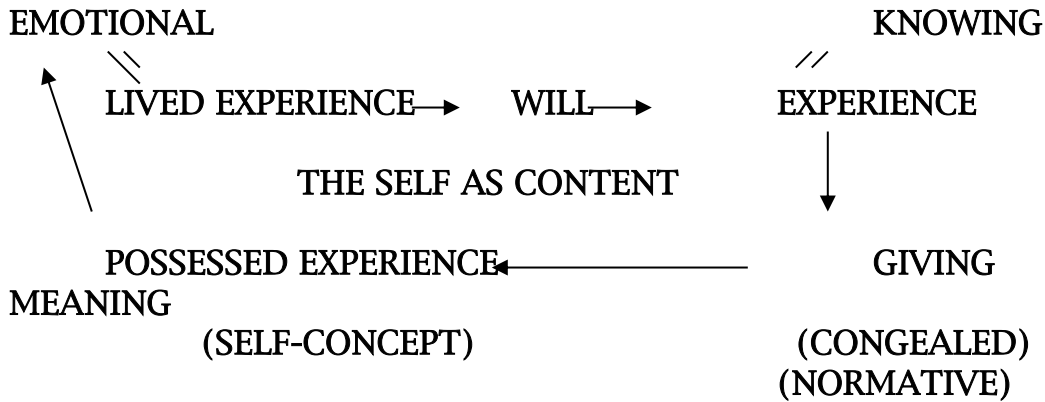 EMOTIONAL KNOWING
LIVED EXPERIENCE WILL EXPERIENCE
THE SELF AS CONTENT
POSSESSED EXPERIENCE GIVING
MEANING
(SELF-CONCEPT) (CONGEALED)
(NORMATIVE)